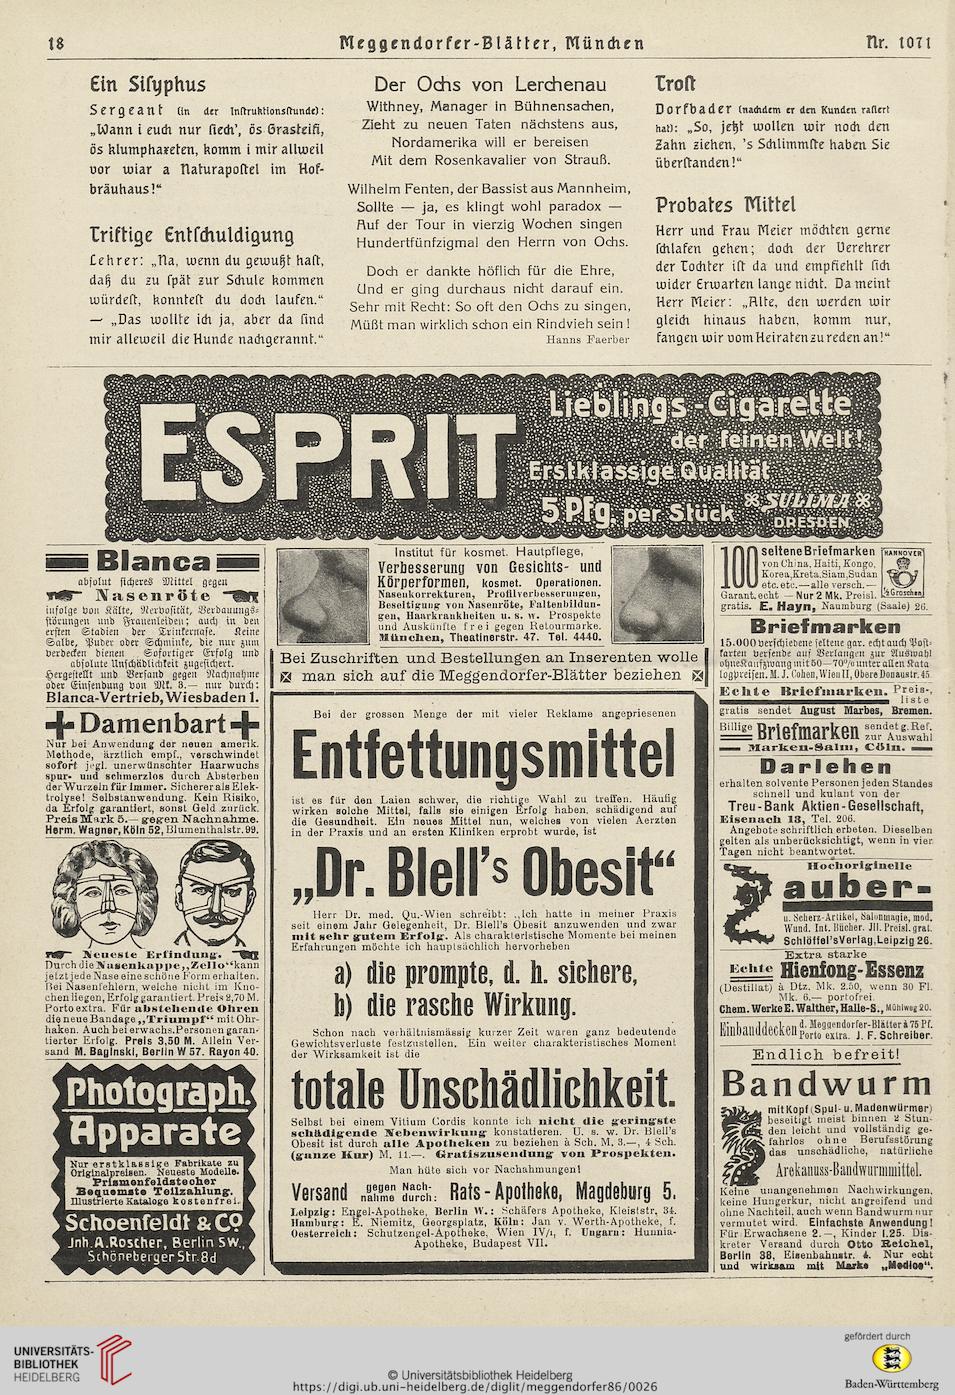 18
Meggendorfer-Blätter, München
Nr. 1071
Ein Sisyphus
Sergeant (in der Instruktionsstunde):
„Wann i euch nur siech', ös Grasteifi,
ös klumphaxeten, komm i mir allweil
vor wiar a Naturapostel im Hof-
bräuhaus!“
Triftige Entschuldigung
Lehrer: „Na, wenn du gewußt hast,
daß du zu spät zur Schule kommen
würdest, konntest du doch laufen.“
— „Das wollte ich ja, aber da sind
mir alleweil die Hunde nachgerannt.“
Der Ochs von Lerchenau
Withney, Manager in Bühnensachen,
Zieht zu neuen Taten nächstens aus,
Nordamerika will er bereisen
Mit dem Rosenkavalier von Strauß.
Wilhelm Fenten, der Bassist aus Mannheim,
Sollte — ja, es klingt wohl paradox —
Auf der Tour in vierzig Wochen singen
Hundertfünfzigmal den Herrn von Ochs.
Doch er dankte höflich für die Ehre,
Und er ging durchaus nicht darauf ein.
Sehr mit Recht: So oft den Ochs zu singen,
Müßt man wirklich schon ein Rindvieh sein!
Hanns Faerber
Trost
Dorfbader (nachdem er den Kunden rasiert
hat): „So, jetzt wollen wir noch den
Zahn ziehen, 's Schlimmste haben Sie
überstanden!“
Probates Mittel
Herr und Frau Meier möchten gerne
schlafen gehen; doch der Verehrer
der Tochter ist da und empfiehlt sich
wider Erwarten lange nicht. Da meint
Herr Meier: „Alte, den werden wir
gleich hinaus haben, komm nur,
fangen wir vom Heiraten zu reden an!“
ESPRIT
Lieblings-Cigarette
der feinen Welt!
Erstklassige Qualität
5 Pfg. per Stück
SULIMA
DRESDEN
Blanca
absolut sicheres Mittel gegen
Nasenröte
infolge von Kälte, Nervosität, Verdauungs-
störungen und Frauenleiden; auch in den
ersten Stadien der Trinkernase. Keine
Salbe, Puder oder Schminke, die nur zum
verdecken dienen Sofortiger Erfolg und
absolute Unschädlichkeit zugesichert.
Hergestellt und Versand gegen Nachnahme
oder Einsendung von Mk. 3.— nur durch:
Blanca-Vertrieb, Wiesbaden 1.
Damenbart
Nur bei Anwendung der neuen amerik.
Methode, ärztlich empf., verschwindet
sofort jegl. unerwünschter Haarwuchs
spur- und schmerzlos durch Absterben
der Wurzeln für immer. Sicherer als Elek-
trolyse! Selbstanwendung. Kein Risiko,
da Erfolg garantiert, sonst Geld zurück.
Preis Mark 5.— gegen Nachnahme.
Herm. Wagner, Köln 52, Blumenthalstr. 99.
Neueste Erfindung.
Durch die Nasenkappe „Zello“ kann
jetzt jede Nase eine schöne Form erhalten.
Bei Nasenfehlern, welche nicht im Kno-
chen liegen, Erfolg garantiert. Preis 2,70 M.
Porto extra. Für abstehende Ohren
die neue Bandage „Triumpf“ mit Ohr-
haken. Auch bei erwachs. Personen garan-
tierter Erfolg. Preis 3,50 M. Allein Ver-
sand M. Baginski, Berlin W 57. Rayon 40.
Photograph.
Apparate
Nur erstklassige Fabrikate zu
Originalpreisen. Neueste Modelle.
Prismenfeldstecher
Bequemste Teilzahlung.
Illustrierte Kataloge kostenfrei.
Schoenfeldt & Co
Jnh. A. Roscher, Berlin SW.,
Schöneberger Str. 8d
Institut für kosmet. Hautpflege,
Verbesserung von Gesichts- und
Körperformen, kosmet. Operationen.
Nasenkorrekturen, Profilverbesserungen,
Beseitigung von Nasenröte, Faltenbildun-
gen, Haarkrankheiten u. s. w. Prospekte
und Auskünfte frei gegen Retourmarke.
München, Theatinerstr. 47. Tel. 4440.
Bei Zuschriften und Bestellungen an Inserenten wolle
man sich auf die Meggendorfer-Blätter beziehen
Bei der grossen Menge der mit vieler Reklame angepriesenen
Entfettungsmittel
ist es für den Laien schwer, die richtige Wahl zu treffen. Häufig
wirken solche Mittel, falls sie einigen Erfolg haben, schädigend auf
die Gesundheit. Ein neues Mittel nun, welches von vielen Aerzten
in der Praxis und an ersten Kliniken erprobt wurde, ist
„Dr. Blell's Obesit“
Herr Dr. med. Qu.-Wien schreibt: „Ich hatte in meiner Praxis
seit einem Jahr Gelegenheit, Dr. Blell's Obesit anzuwenden und zwar
mit sehr gutem Erfolg. Als charakteristische Momente bei meinen
Erfahrungen möchte ich hauptsächlich hervorheben
a) die prompte, d. h. sichere,
b) die rasche Wirkung.
Schon nach verhältnismässig kurzer Zeit waren ganz bedeutende
Gewichtsverluste festzustellen. Ein weiter charakteristisches Moment
der Wirksamkeit ist die
totale Unschädlichkeit.
Selbst bei einem Vitium Cordis konnte ich nicht die geringste
schädigende Nebenwirkung konstatieren. U. s. w. Dr. Blell's
Obesit ist durch alle Apotheken zu beziehen à Sch. M. 3.—, 4 Sch.
(ganze Kur) M. 11.—. Gratiszusendung von Prospekten.
Man hüte sich vor Nachahmungen!
Versand gegen Nach-nahme durch: Rats-Apotheke, Magdeburg 5.
Leipzig: Engel-Apotheke, Berlin W.: Schäfers Apotheke, Kleiststr. 34.
Hamburg: E. Niemitz, Georgsplatz, Köln: Jan v. Werth-Apotheke, f.
Oesterreich: Schutzengel-Apotheke, Wien IV/1, f. Ungarn: Hunnia-
Apotheke, Budapest VII.
100 seltene Briefmarken
von China, Haiti, Kongo,
Korea, Kreta, Siam, Sudan
etc. etc. — alle versch. —
Garant. echt — Nur 2 Mk. Preisl.
gratis. E. Hayn, Naumburg (Saale) 26.
HANNOVER
½ Groschen
Briefmarken
15.000 verschiedene seltene gar. echt auch Post-
karten versende auf Verlangen zur Auswahl
ohne Kaufzwang mit 50—70% unter allen Kata-
logpreisen. M. J. Cohen, Wien II, Obere Donaustr. 45
Echte Briefmarken. Preis-liste
gratis sendet August Marbes, Bremen.
Billige Briefmarken sendet g. Ref. zur Auswahl
Marken-Salm, Cöln.
Darlehen
erhalten solvente Personen jeden Standes
schnell und kulant von der
Treu-Bank Aktien-Gesellschaft,
Eisenach 13, Tel. 206.
Angebote schriftlich erbeten. Dieselben
gelten als unberücksichtigt, wenn in vier
Tagen nicht beantwortet.
Hochoriginelle
Zauber-
u. Scherz-Artikel, Salonmagie, mod.
Wund. Int. Bücher. Jll. Preisl. grat.
Schlöffel's Verlag, Leipzig 26.
Extra starke
Echte Hienfong-Essenz
(Destillat) à Dtz. Mk. 2.50, wenn 30 Fl.
Mk. 6.— portofrei.
Chem. Werke E. Walther, Halle-S., Mühlweg 20.
Einbanddecken d. Meggendorfer-Blätter à 75 Pf.
Porto extra. J. F. Schreiber.
Endlich befreit!
Bandwurm
mit Kopf (Spul- u. Madenwürmer)
beseitigt meist binnen 2 Stun-
den leicht und vollständig ge-
fahrlos ohne Berufsstörung
das unschädliche, natürliche
Arekanuss-Bandwurmmittel.
Keine unangenehmen Nachwirkungen,
keine Hungerkur, nicht angreifend und
ohne Nachteil, auch wenn Bandwurm nur
vermutet wird. Einfachste Anwendung!
Für Erwachsene 2.—, Kinder 1.25. Dis-
kreter Versand durch Otto Reichel,
Berlin 38, Eisenbahnstr. 4. Nur echt
und wirksam mit Marke „Medico“.
UNIVERSITÄTS-
BIBLIOTHEK
HEIDELBERG
© Universitätsbibliothek Heidelberg
https://digi.ub.uni-heidelberg.de/diglit/meggendorfer86/0026
gefördert durch
Baden-Württemberg